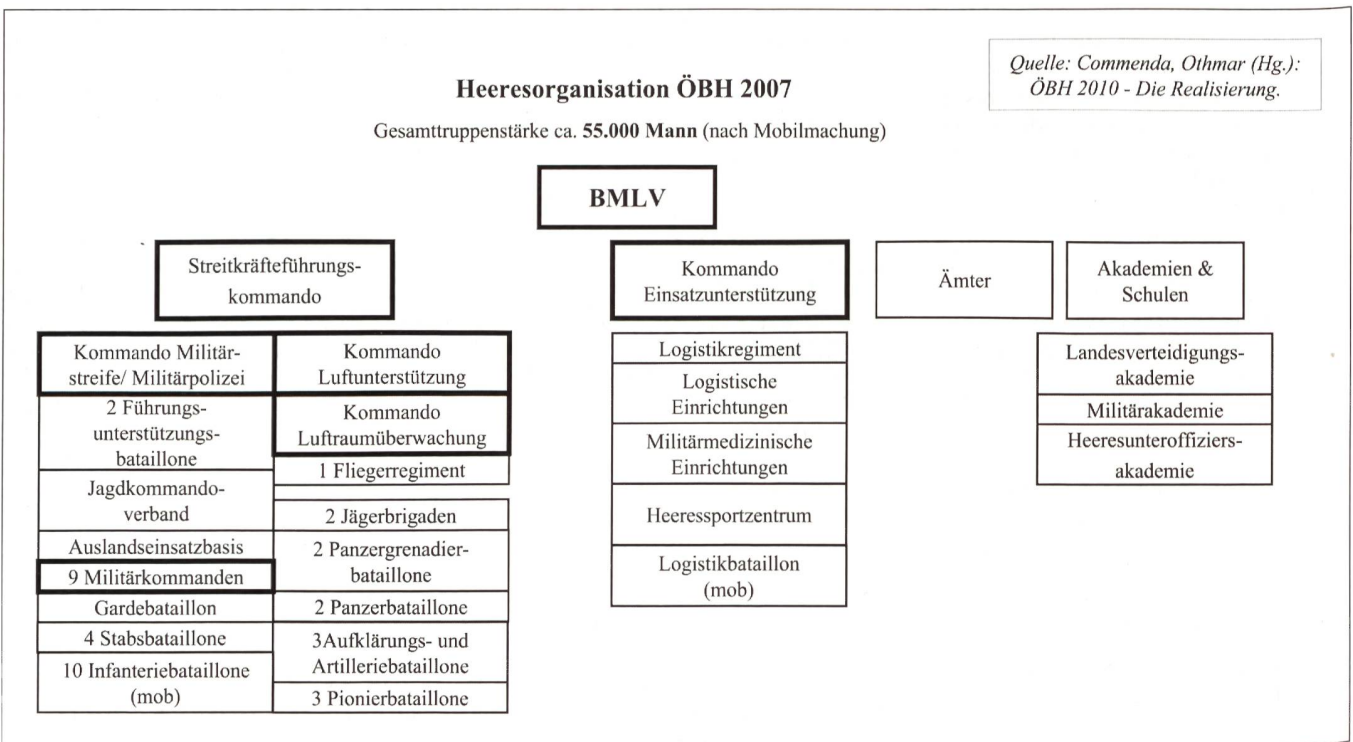 Quelle: Commenda, Othmar (Hg.):
ÖBH 2010 - Die Realisierung.
Heeresorganisation ÖBH 2007
Gesamttruppenstärke ca. 55.000 Mann (nach Mobilmachung)
BMLV
Streitkräfteführungs-
kommando
Kommando Militär-
streife/ Militärpolizei
2 Führungs-
unterstützungs-
bataillone
Jagdkommando-
verband
Auslandseinsatzbasis
9 Militärkommanden
Gardebataillon
4 Stabsbataillone
10 Infanteriebataillone
(mob)
Kommando
Luftunterstützung
Kommando
Luftraumüberwachung
1 Fliegerregiment
2 Jägerbrigaden
2 Panzergrenadier-
bataillone
2 Panzerbataillone
3Aufklärungs- und
Artilleriebataillone
3 Pionierbataillone
Kommando
Einsatzunterstützung
Logistikregiment
Logistische
Einrichtungen
Militärmedizinische
Einrichtungen
Heeressportzentrum
Logistikbataillon
(mob)
Ämter
Akademien &
Schulen
Landesverteidigungs-
akademie
Militärakademie
Heeresunteroffiziers-
akademie